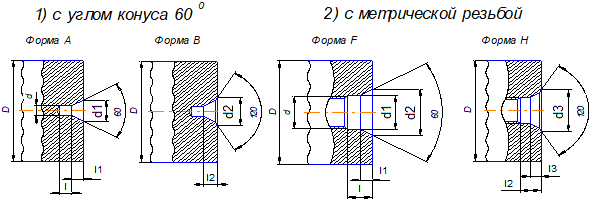 1) с углом конуса 60 0
2) с метрической резьбой
Форма А
Форма В
Форма F
Форма Н
D
d
d1
60
l
l1
D
d2
120
l2
D
d
d1
d2
60
l
l1
D
d3
120
l3
l2